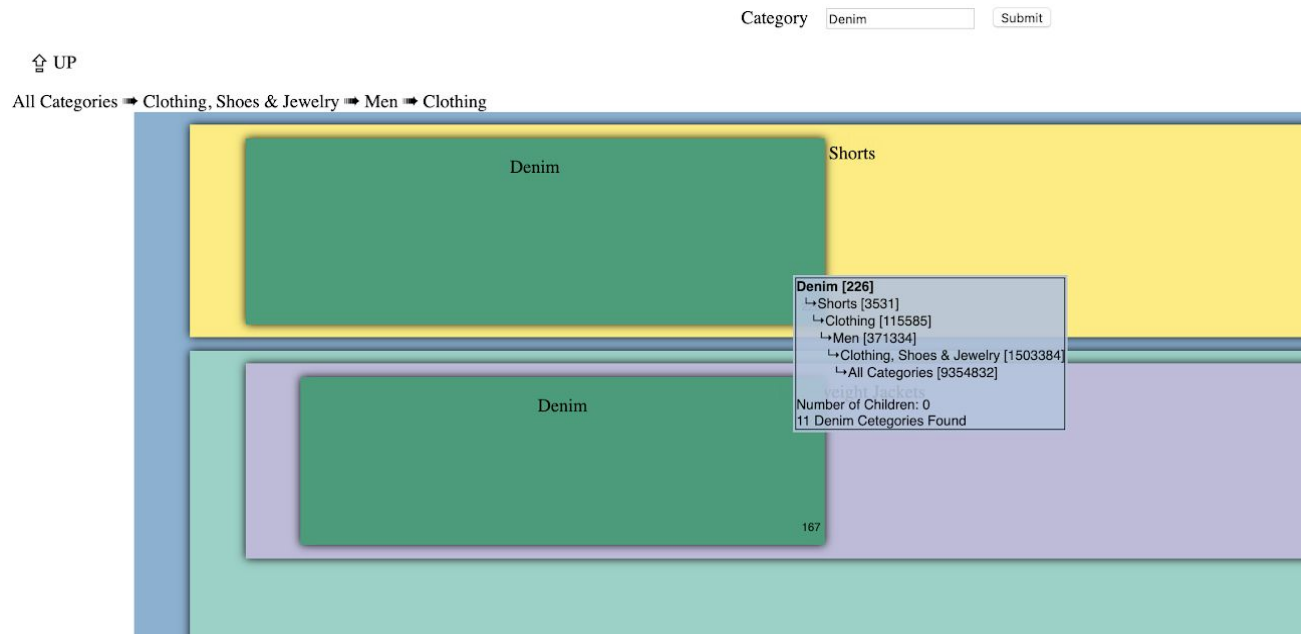 Category Denim Submit
⇪ UP
All Categories ➠ Clothing, Shoes & Jewelry ➠ Men ➠ Clothing
Shorts
Denim
Denim [226]
↳Shorts [3531]
↳Clothing [115585]
↳Men [371334]
↳Clothing, Shoes & Jewelry [1503384]
↳All Categories [9354832]
Number of Children: 0
11 Denim Cetegories Found
weight Jackets
Denim
167